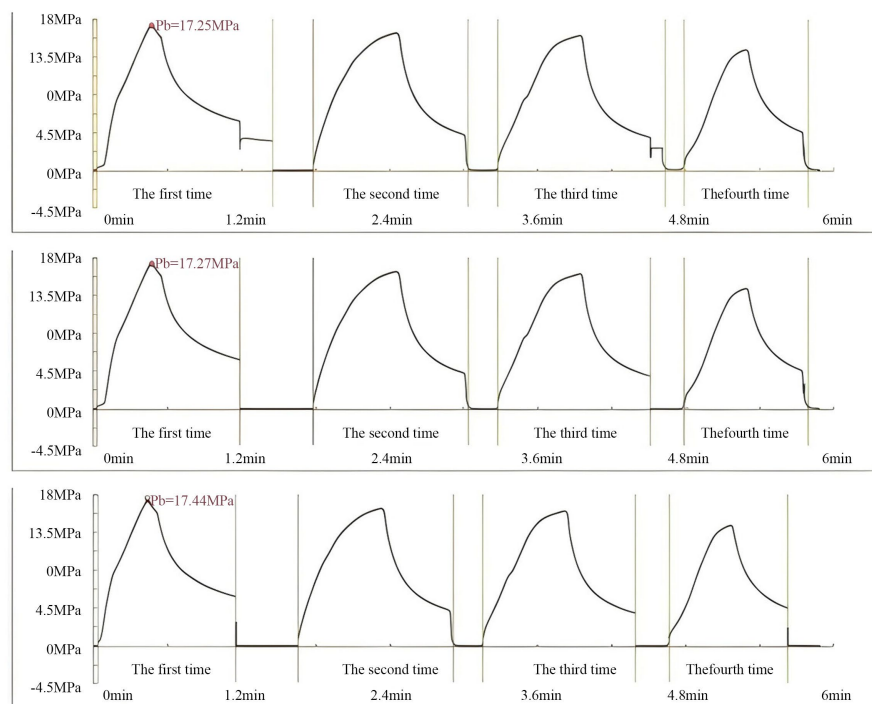 18MPa
Pb=17.25MPa
13.5MPa
0MPa
4.5MPa
0MPa
The first time The second time The third time Thefourth time
-4.5MPa
0min 1.2min 2.4min 3.6min 4.8min 6min
18MPa
Pb=17.27MPa
13.5MPa
0MPa
4.5MPa
0MPa
The first time The second time The third time Thefourth time
-4.5MPa
0min 1.2min 2.4min 3.6min 4.8min 6min
18MPa
Pb=17.44MPa
13.5MPa
0MPa
4.5MPa
0MPa
The first time The second time The third time Thefourth time
-4.5MPa
0min 1.2min 2.4min 3.6min 4.8min 6min